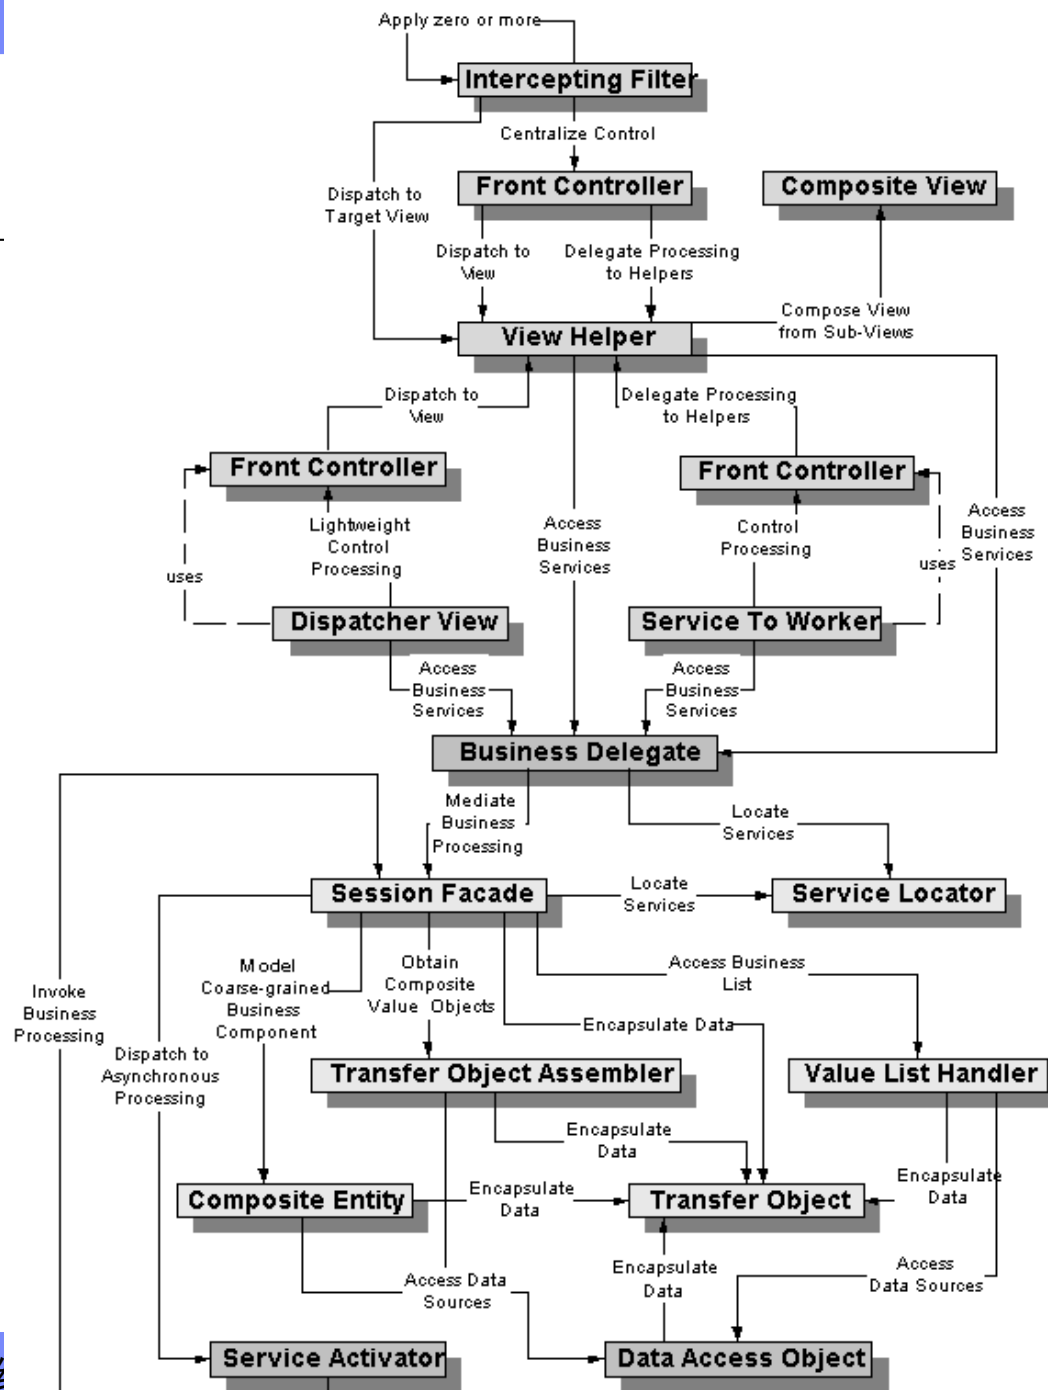 Apply zero or more
Intercepting Filter
Centralize Control
Front Controller
Composite View
Dispatch to
Target View
Dispatch to
View
Delegate Processing
to Helpers
Compose View
from Sub-Views
View Helper
Dispatch to
View
Delegate Processing
to Helpers
Front Controller
Front Controller
Lightweight
Control
Processing
Access
Business
Services
Control
Processing
Access
Business
Services
uses
uses
Dispatcher View
Service To Worker
Access
Business
Services
Access
Business
Services
Business Delegate
Mediate
Business
Processing
Locate
Services
Session Facade
Locate
Services
Service Locator
Model
Coarse-grained
Business
Component
Obtain
Composite
Value Objects
Access Business
List
Invoke
Business
Processing
Encapsulate Data
Dispatch to
Asynchronous
Processing
Transfer Object Assembler
Value List Handler
Encapsulate
Data
Encapsulate
Data
Composite Entity
Encapsulate
Data
Transfer Object
Access Data
Sources
Encapsulate
Data
Access
Data Sources
Service Activator
Data Access Object